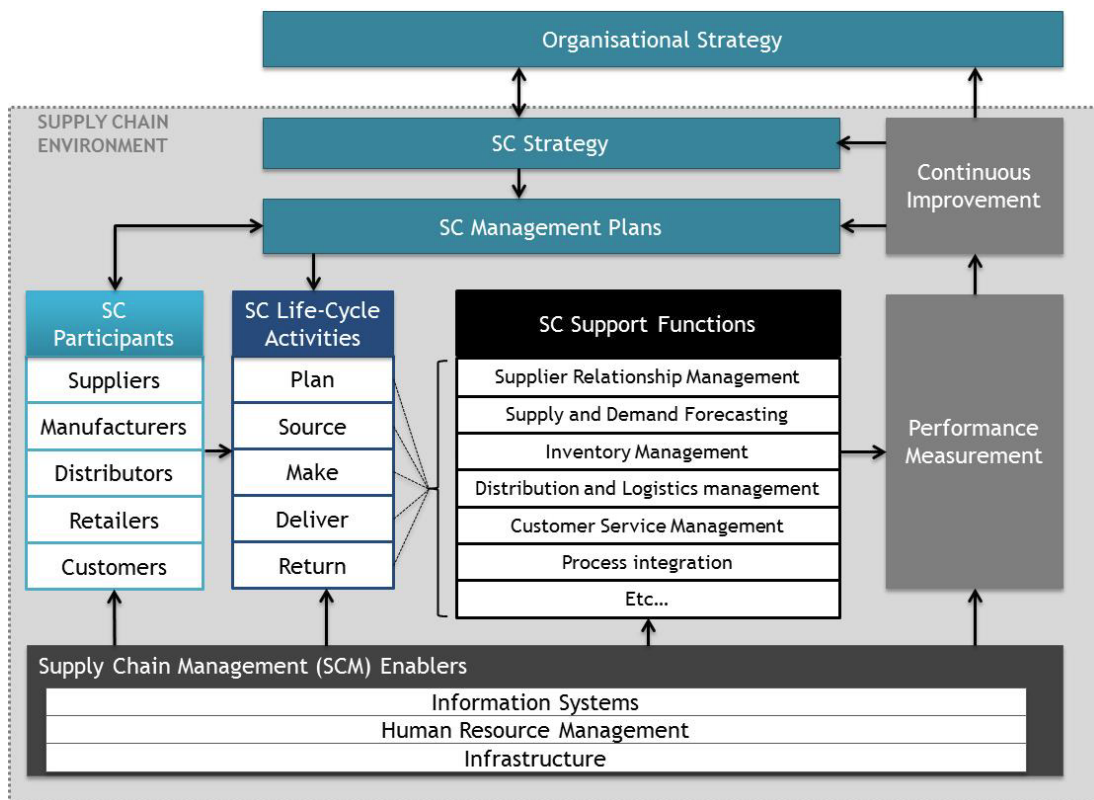 Organisational Strategy
SUPPLY CHAIN
ENVIRONMENT
SC Strategy
Continuous
Improvement
SC Management Plans
SC
Participants
Suppliers
Manufacturers
Distributors
Retailers
Customers
SC Life-Cycle
Activities
Plan
Source
Make
Deliver
Return
SC Support Functions
Supplier Relationship Management
Supply and Demand Forecasting
Inventory Management
Distribution and Logistics management
Customer Service Management
Process integration
Etc...
Performance
Measurement
Supply Chain Management (SCM) Enablers
Information Systems
Human Resource Management
Infrastructure